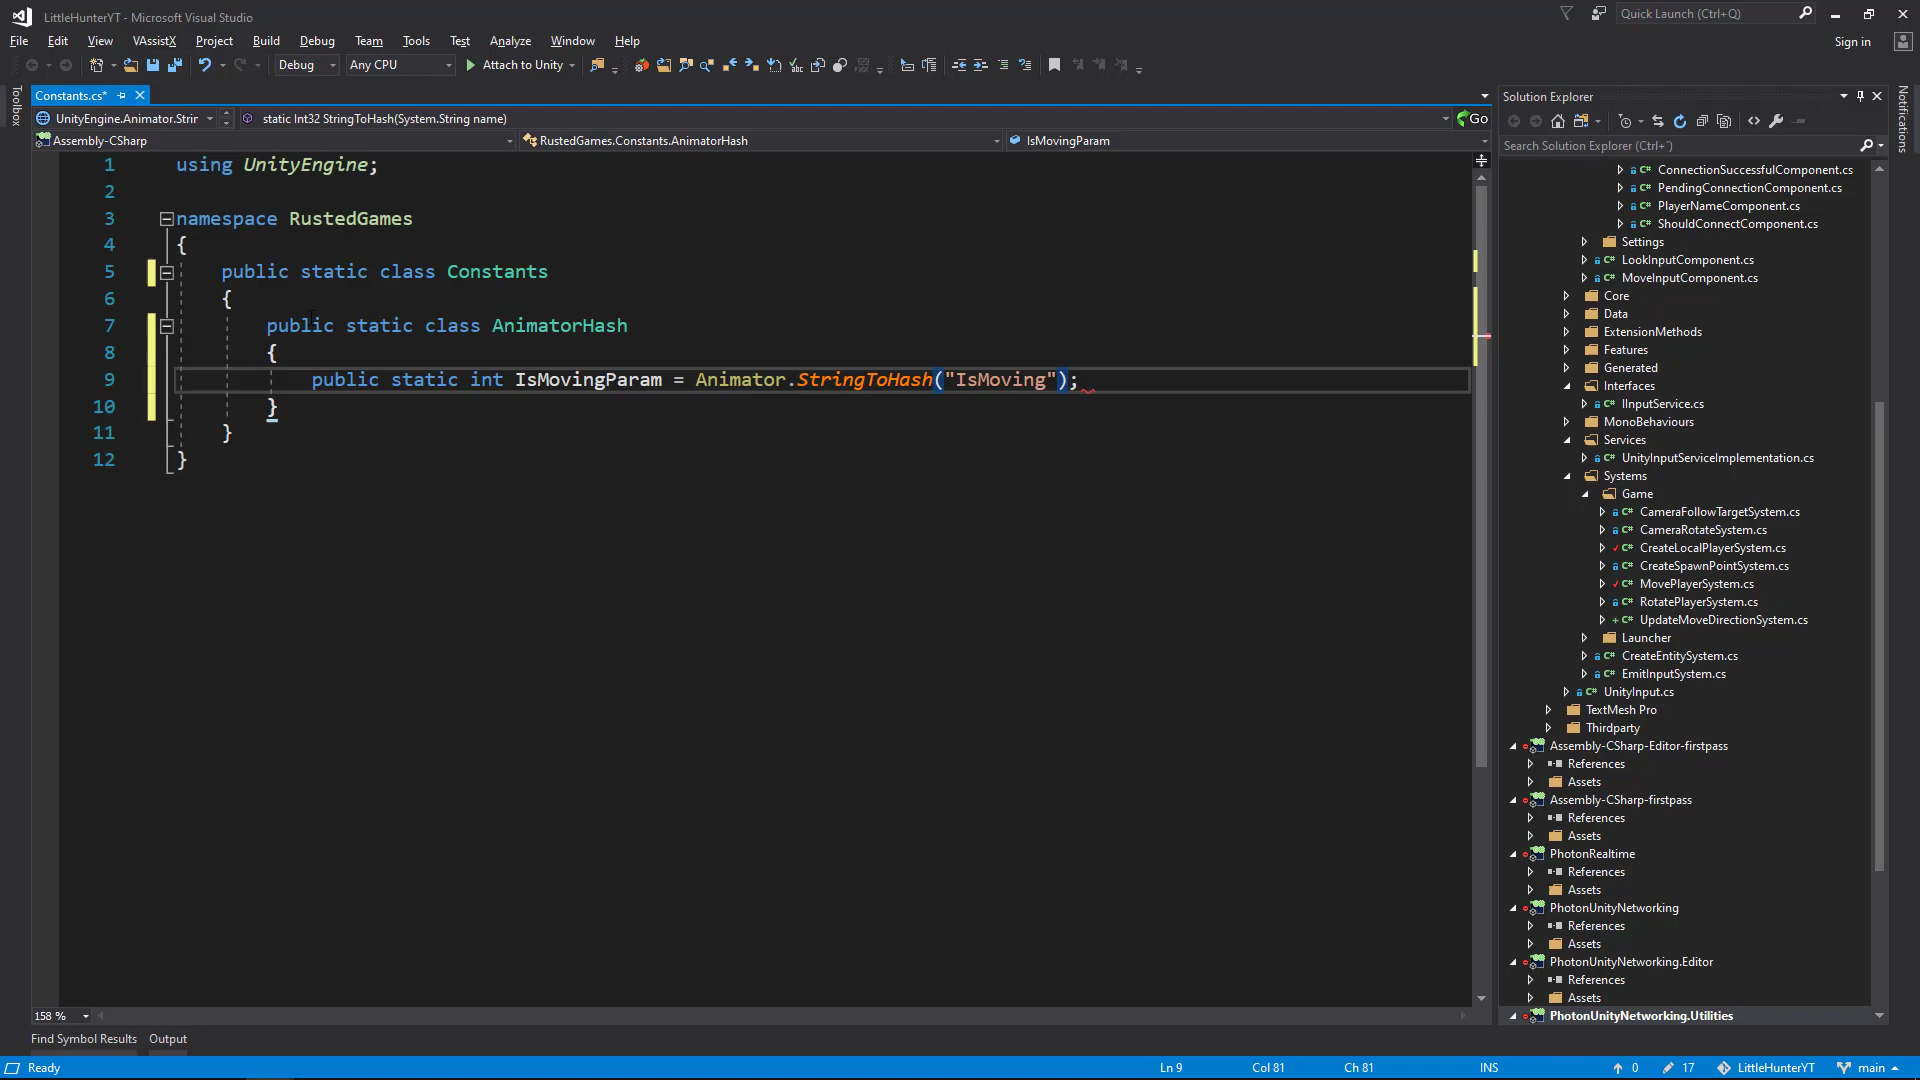 LittleHunterYT - Microsoft Visual Studio
Quick Launch (Ctrl+Q)
File Edit View VAssistX Project Build Debug Team Tools Test Analyze Window Help
Sign in
Debug Any CPU Attach to Unity
Toolbox
Constants.cs*
UnityEngine.Animator.Strir
static Int32 StringToHash(System.String name)
Go
Assembly-CSharp
RustedGames.Constants.AnimatorHash
IsMovingParam
1 using UnityEngine;
2
3 namespace RustedGames
4 {
5 public static class Constants
6 {
7 public static class AnimatorHash
8 {
9 public static int IsMovingParam = Animator.StringToHash("IsMoving");
10 }
11 }
12 }
158 %
Find Symbol Results Output
Solution Explorer
Search Solution Explorer (Ctrl+`)
Notifications
ConnectionSuccessfulComponent.cs
PendingConnectionComponent.cs
PlayerNameComponent.cs
ShouldConnectComponent.cs
Settings
LookInputComponent.cs
MoveInputComponent.cs
Core
Data
ExtensionMethods
Features
Generated
Interfaces
IInputService.cs
MonoBehaviours
Services
UnityInputServiceImplementation.cs
Systems
Game
CameraFollowTargetSystem.cs
CameraRotateSystem.cs
CreateLocalPlayerSystem.cs
CreateSpawnPointSystem.cs
MovePlayerSystem.cs
RotatePlayerSystem.cs
UpdateMoveDirectionSystem.cs
Launcher
CreateEntitySystem.cs
EmitInputSystem.cs
UnityInput.cs
TextMesh Pro
Thirdparty
Assembly-CSharp-Editor-firstpass
References
Assets
Assembly-CSharp-firstpass
References
Assets
PhotonRealtime
References
Assets
PhotonUnityNetworking
References
Assets
PhotonUnityNetworking.Editor
References
Assets
PhotonUnityNetworking.Utilities
Ready Ln 9 Col 81 Ch 81 INS 0 17 LittleHunterYT main